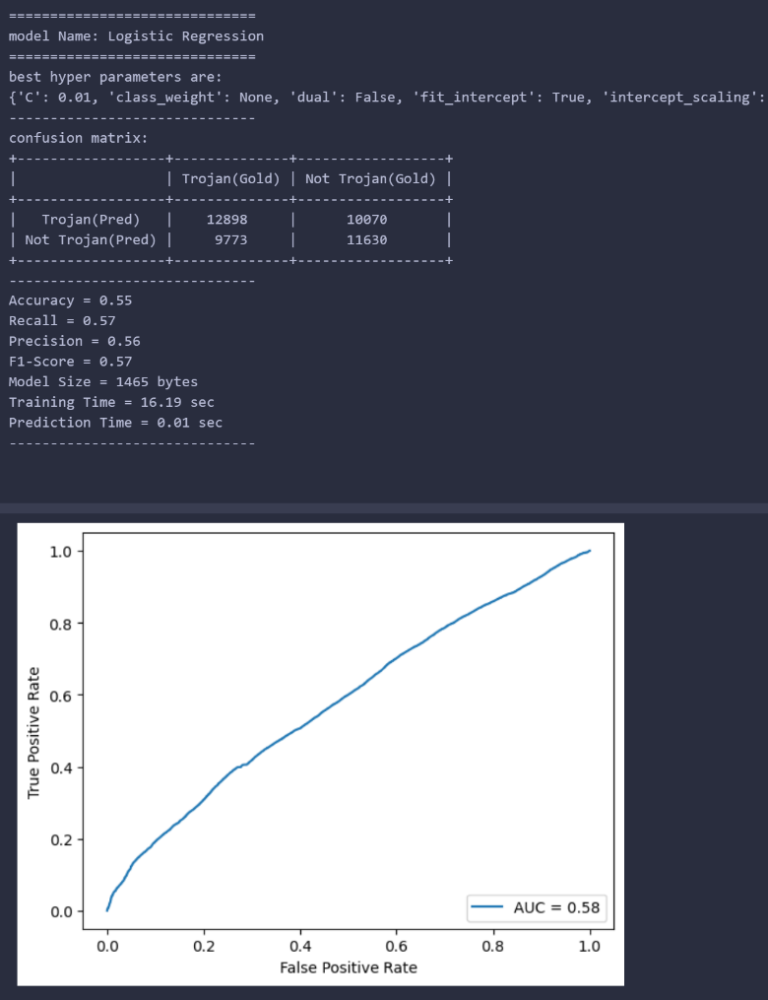 ==============================
model Name: Logistic Regression
==============================
best hyper parameters are:
{'C': 0.01, 'class_weight': None, 'dual': False, 'fit_intercept': True, 'intercept_scaling':
------------------------------
confusion matrix:
+------------------+--------------+------------------+
|                  | Trojan(Gold) | Not Trojan(Gold) |
+------------------+--------------+------------------+
|   Trojan(Pred)   |    12898     |      10070       |
| Not Trojan(Pred) |     9773     |      11630       |
+------------------+--------------+------------------+
------------------------------
Accuracy = 0.55
Recall = 0.57
Precision = 0.56
F1-Score = 0.57
Model Size = 1465 bytes
Training Time = 16.19 sec
Prediction Time = 0.01 sec
------------------------------
1.0
0.8
0.6
0.4
0.2
0.0
True Positive Rate
AUC = 0.58
0.0 0.2 0.4 0.6 0.8 1.0
False Positive Rate